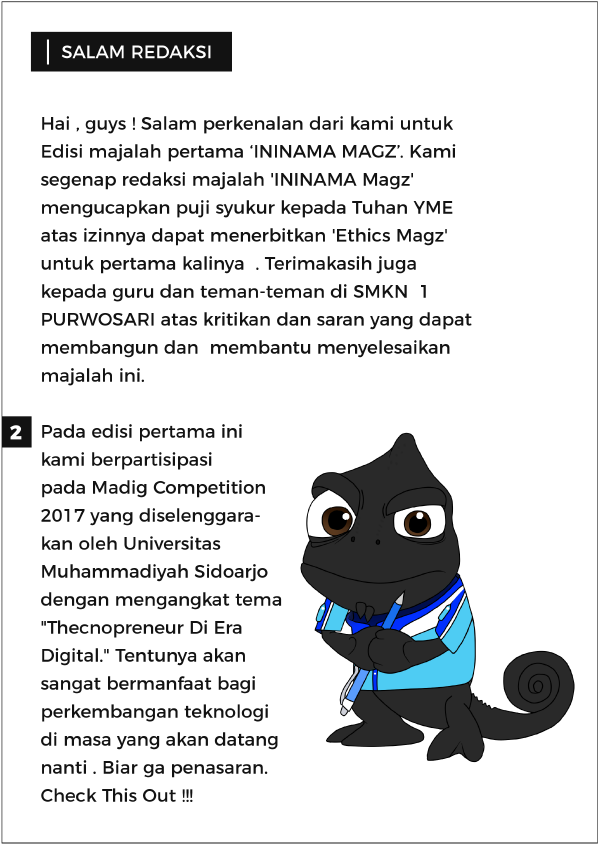 SALAM REDAKSI
Hai , guys ! Salam perkenalan dari kami untuk
Edisi majalah pertama ‘ININAMA MAGZ’. Kami
segenap redaksi majalah 'ININAMA Magz'
mengucapkan puji syukur kepada Tuhan YME
atas izinnya dapat menerbitkan 'Ethics Magz'
untuk pertama kalinya  . Terimakasih juga
kepada guru dan teman-teman di SMKN  1
PURWOSARI atas kritikan dan saran yang dapat
membangun dan  membantu menyelesaikan
majalah ini.
2
Pada edisi pertama ini
kami berpartisipasi
pada Madig Competition
2017 yang diselenggara-
kan oleh Universitas
Muhammadiyah Sidoarjo
dengan mengangkat tema
"Thecnopreneur Di Era
Digital." Tentunya akan
sangat bermanfaat bagi
perkembangan teknologi
di masa yang akan datang
nanti . Biar ga penasaran.
Check This Out !!!